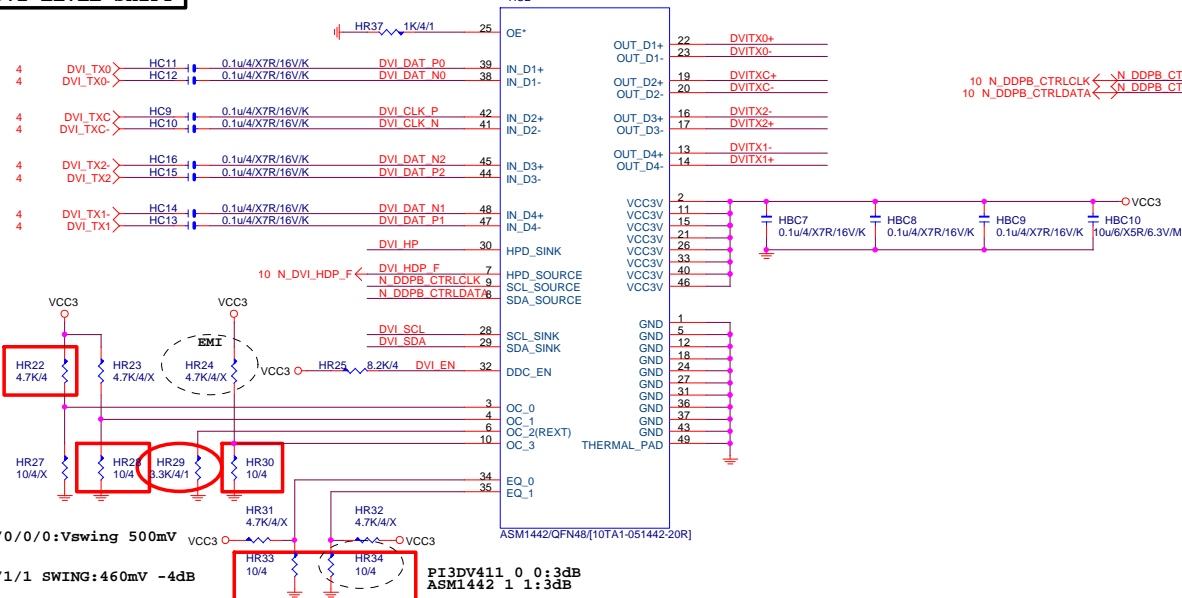 HR37 1K/4/1 25 OE*
OUT_D1+ 22 DVITX0+
OUT_D1- 23 DVITX0-
4 DVI_TX0 HC11 0.1u/4/X7R/16V/K DVI_DAT_P0 39 IN_D1+
4 DVI_TX0- HC12 0.1u/4/X7R/16V/K DVI_DAT_N0 38 IN_D1-
OUT_D2+ 19 DVITXC+
OUT_D2- 20 DVITXC-
10 N_DDPB_CTRLCLK N_DDPB_CT
10 N_DDPB_CTRLDATA N_DDPB_CT
4 DVI_TXC HC9 0.1u/4/X7R/16V/K DVI_CLK_P 42 IN_D2+
4 DVI_TXC- HC10 0.1u/4/X7R/16V/K DVI_CLK_N 41 IN_D2-
OUT_D3+ 16 DVITX2-
OUT_D3- 17 DVITX2+
OUT_D4+ 13 DVITX1-
OUT_D4- 14 DVITX1+
4 DVI_TX2- HC16 0.1u/4/X7R/16V/K DVI_DAT_N2 45 IN_D3+
4 DVI_TX2 HC15 0.1u/4/X7R/16V/K DVI_DAT_P2 44 IN_D3-
4 DVI_TX1- HC14 0.1u/4/X7R/16V/K DVI_DAT_N1 48 IN_D4+
4 DVI_TX1 HC13 0.1u/4/X7R/16V/K DVI_DAT_P1 47 IN_D4-
VCC3V 2 VCC3
VCC3V 11
VCC3V 15
VCC3V 21
VCC3V 26
VCC3V 33
VCC3V 40
VCC3V 46
HBC7 0.1u/4/X7R/16V/K
HBC8 0.1u/4/X7R/16V/K
HBC9 0.1u/4/X7R/16V/K
HBC10 10u/6/X5R/6.3V/M
DVI_HP 30 HPD_SINK
10 N_DVI_HDP_F DVI_HDP_F 7 HPD_SOURCE
N_DDPB_CTRLCLK 9 SCL_SOURCE
N_DDPB_CTRLDATA 8 SDA_SOURCE
DVI_SCL 28 SCL_SINK
DVI_SDA 29 SDA_SINK
VCC3 HR25 8.2K/4 DVI_EN 32 DDC_EN
GND 1
GND 5
GND 12
GND 18
GND 24
GND 27
GND 31
GND 36
GND 37
GND 43
THERMAL_PAD 49
VCC3 VCC3
EMI
HR22 4.7K/4
HR23 4.7K/4/X
HR24 4.7K/4/X
3 OC_0
4 OC_1
6 OC_2(REXT)
10 OC_3
HR27 10/4/X
HR28 10/4
HR29 3.3K/4/1
HR30 10/4
34 EQ_0
35 EQ_1
HR31 4.7K/4/X
HR32 4.7K/4/X
VCC3 VCC3
ASM1442/QFN48/[10TA1-051442-20R]
/0/0/0:Vswing 500mV
HR33 10/4
HR34 10/4
/1/1 SWING:460mV -4dB
PI3DV411 0 0:3dB
ASM1442 1 1:3dB